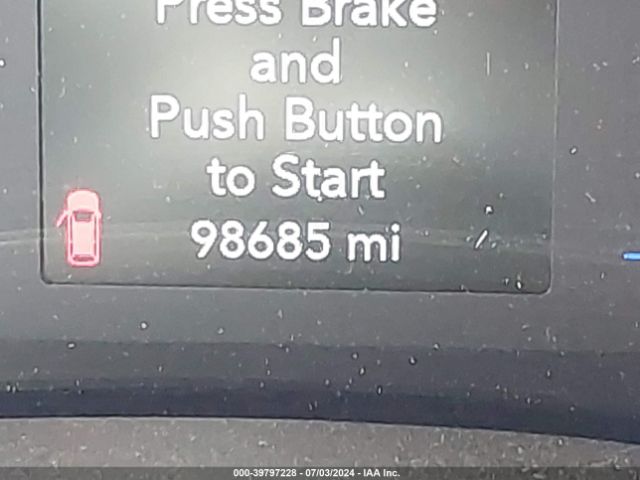 Press Brake
and
Push Button
to Start
98685 mi
000-39797228 - 07/03/2024 - IAA Inc.